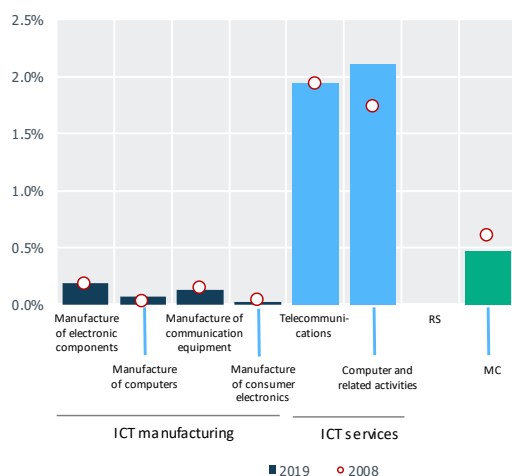 2.5%
2.0%
1.5%
1.0%
0.5%
0.0%
Manufacture
of electronic
components
Manufacture
of computers
Manufacture of
communication
equipment
Manufacture
of consumer
electronics
Telecommuni-
cations
Computer and
related activities
RS
MC
ICT manufacturing
ICT services
2019
2008